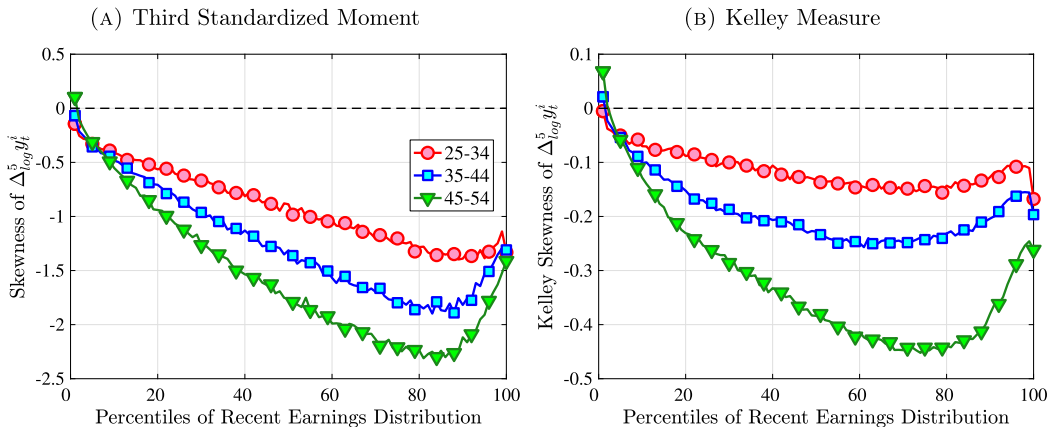 (A) Third Standardized Moment
Skewness of Δ⁵_log y^i_t
0.5
0
-0.5
-1
-1.5
-2
-2.5
0 20 40 60 80 100
25-34
35-44
45-54
Percentiles of Recent Earnings Distribution
(B) Kelley Measure
Kelley Skewness of Δ⁵_log y^i_t
0.1
0
-0.1
-0.2
-0.3
-0.4
-0.5
0 20 40 60 80 100
Percentiles of Recent Earnings Distribution